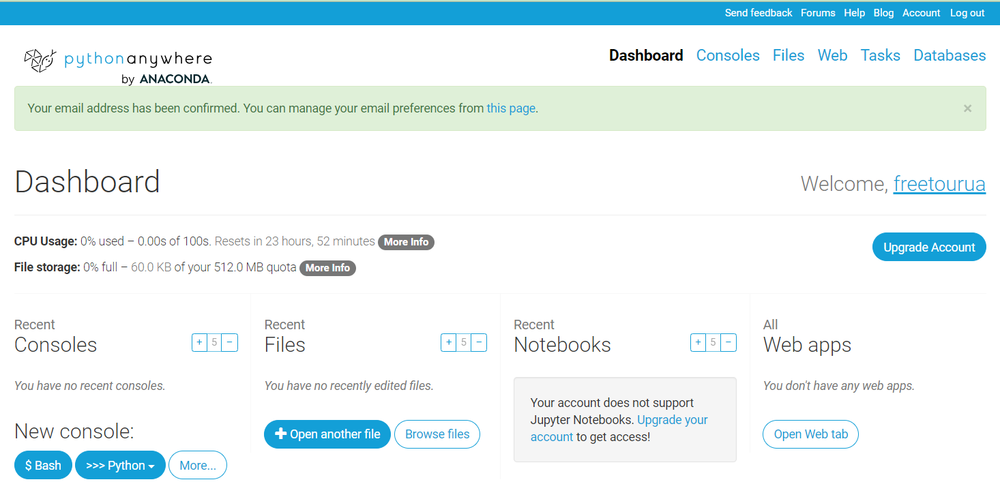 Send feedback Forums Help Blog Account Log out
pythonanywhere
by ANACONDA.
Dashboard Consoles Files Web Tasks Databases
Your email address has been confirmed. You can manage your email preferences from this page. ×
Dashboard
Welcome, freetourua
CPU Usage: 0% used – 0.00s of 100s. Resets in 23 hours, 52 minutes More Info
File storage: 0% full – 60.0 KB of your 512.0 MB quota More Info
Upgrade Account
Recent
Consoles
+ 5 −
You have no recent consoles.
New console:
$ Bash >>> Python More...
Recent
Files
+ 5 −
You have no recently edited files.
+ Open another file Browse files
Recent
Notebooks
+ 5 −
Your account does not support
Jupyter Notebooks. Upgrade your
account to get access!
All
Web apps
You don't have any web apps.
Open Web tab